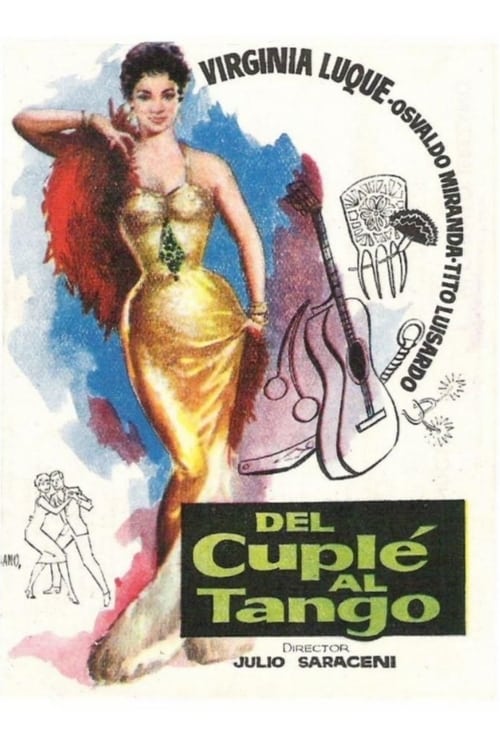 VIRGINIA LUQUE-OSVALDO MIRANDA-TITO LUISARDO
DEL
Cuplé
AL
Tango
DIRECTOR
JULIO SARACENI